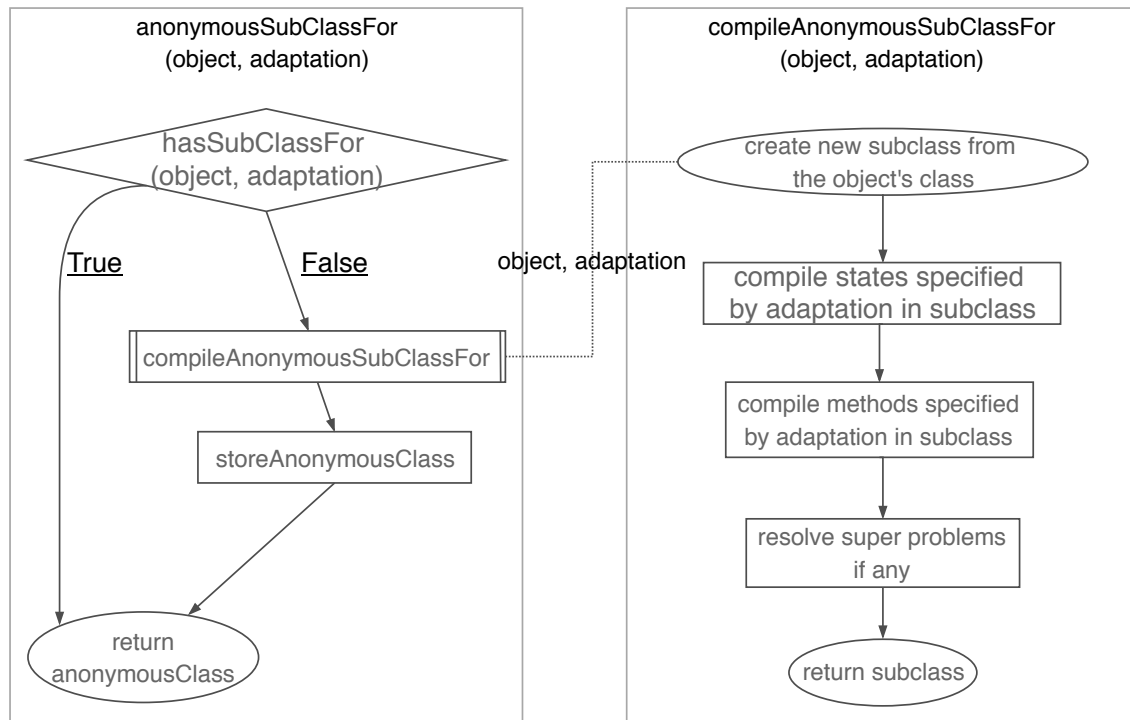 anonymousSubClassFor
(object, adaptation)
hasSubClassFor
(object, adaptation)
True
False
compileAnonymousSubClassFor
storeAnonymousClass
return
anonymousClass
object, adaptation
compileAnonymousSubClassFor
(object, adaptation)
create new subclass from
the object's class
compile states specified
by adaptation in subclass
compile methods specified
by adaptation in subclass
resolve super problems
if any
return subclass